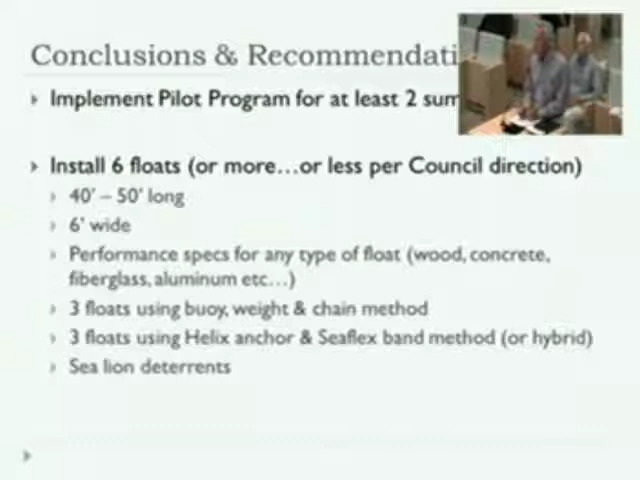 Conclusions & Recommendati
Implement Pilot Program for at least 2 sum
Install 6 floats (or more...or less per Council direction)
40' – 50' long
6' wide
Performance specs for any type of float (wood, concrete,
fiberglass, aluminum etc...)
3 floats using buoy, weight & chain method
3 floats using Helix anchor & Seaflex band method (or hybrid)
Sea lion deterrents